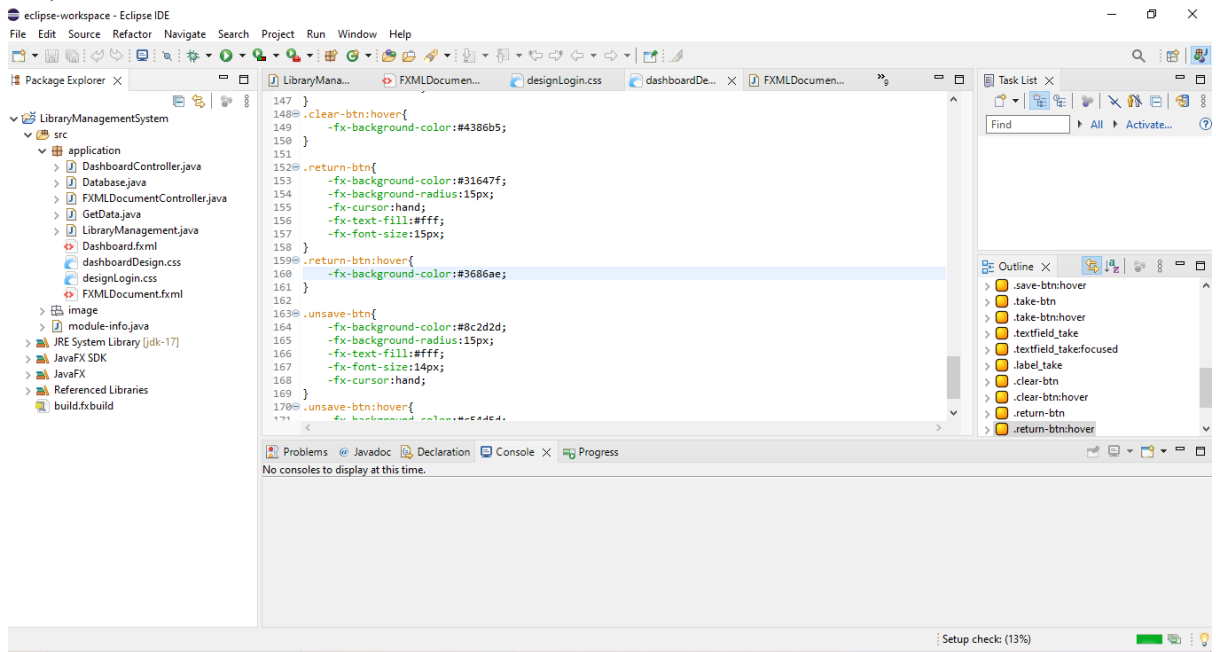 eclipse-workspace - Eclipse IDE
File Edit Source Refactor Navigate Search Project Run Window Help
Package Explorer
LibraryManagementSystem
src
application
DashboardController.java
Database.java
FXMLDocumentController.java
GetData.java
LibraryManagement.java
Dashboard.fxml
dashboardDesign.css
designLogin.css
FXMLDocument.fxml
image
module-info.java
JRE System Library [jdk-17]
JavaFX SDK
JavaFX
Referenced Libraries
build.fxbuild
LibraryMana... FXMLDocumen... designLogin.css dashboardDe... FXMLDocumen... »9
147 }
148 .clear-btn:hover{
149 -fx-background-color:#4386b5;
150 }
151
152 .return-btn{
153 -fx-background-color:#31647f;
154 -fx-background-radius:15px;
155 -fx-cursor:hand;
156 -fx-text-fill:#fff;
157 -fx-font-size:15px;
158 }
159 .return-btn:hover{
160 -fx-background-color:#3686ae;
161 }
162
163 .unsave-btn{
164 -fx-background-color:#8c2d2d;
165 -fx-background-radius:15px;
166 -fx-text-fill:#fff;
167 -fx-font-size:14px;
168 -fx-cursor:hand;
169 }
170 .unsave-btn:hover{
171
Task List
Find All Activate...
Outline
.save-btn:hover
.take-btn
.take-btn:hover
.textfield_take
.textfield_take:focused
.label_take
.clear-btn
.clear-btn:hover
.return-btn
.return-btn:hover
Problems Javadoc Declaration Console Progress
No consoles to display at this time.
Setup check: (13%)